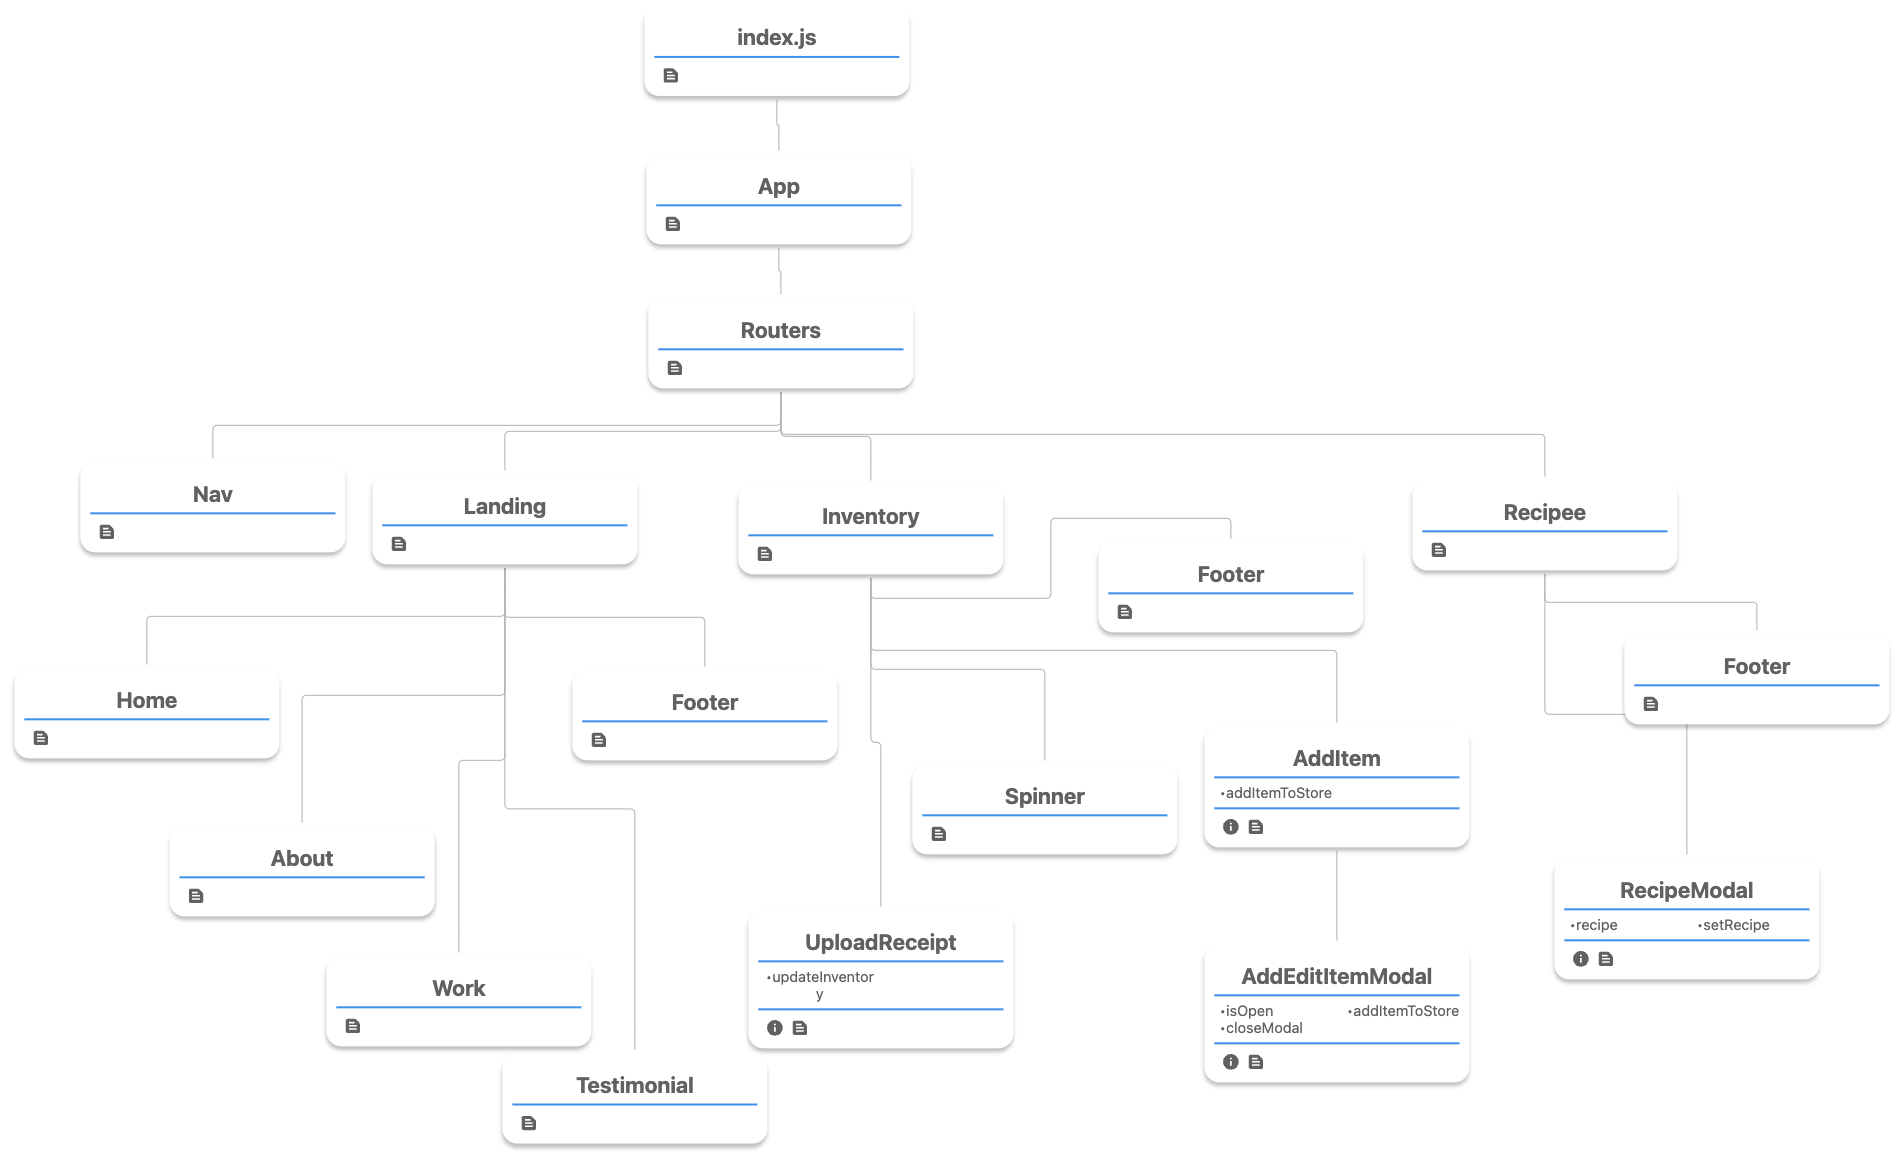 index.js
App
Routers
Nav
Landing
Inventory
Recipee
Footer
Footer
Home
Footer
AddItem
•addItemToStore
Spinner
About
RecipeModal
•recipe •setRecipe
UploadReceipt
•updateInventor
y
AddEditItemModal
•isOpen •addItemToStore
•closeModal
Work
Testimonial